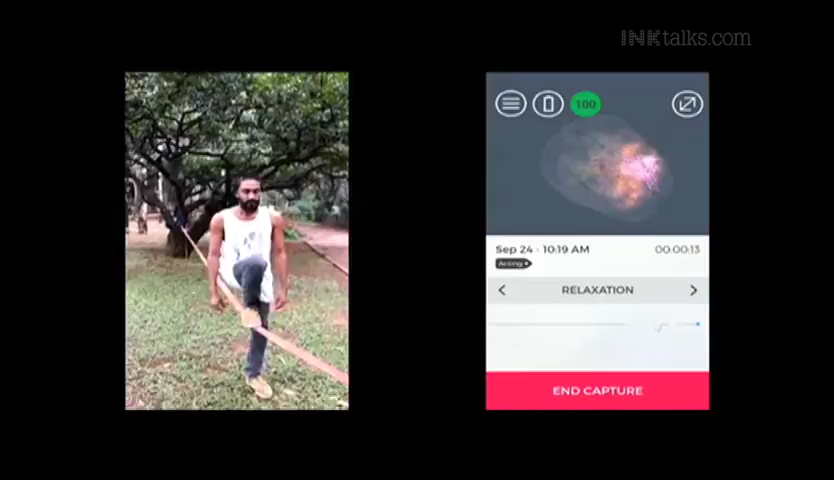 INKtalks.com
100
Sep 24 - 10:19 AM
00:00:13
RELAXATION
END CAPTURE